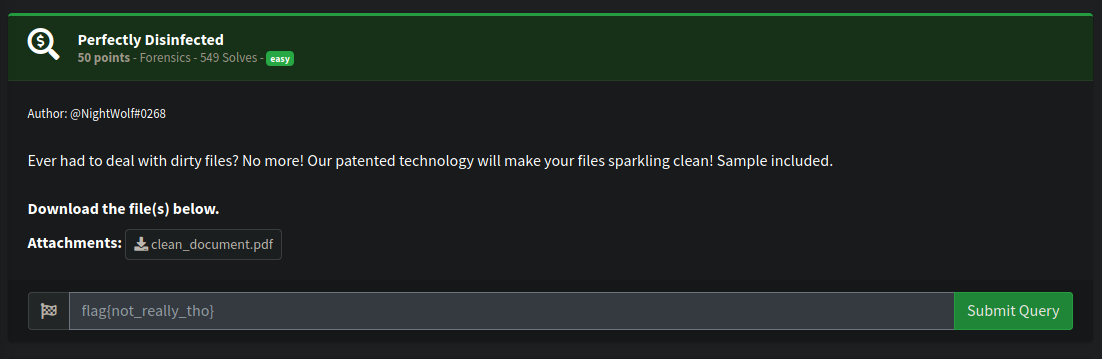 Perfectly Disinfected
50 points - Forensics - 549 Solves - easy
Author: @NightWolf#0268
Ever had to deal with dirty files? No more! Our patented technology will make your files sparkling clean! Sample included.
Download the file(s) below.
Attachments: clean_document.pdf
flag{not_really_tho} Submit Query